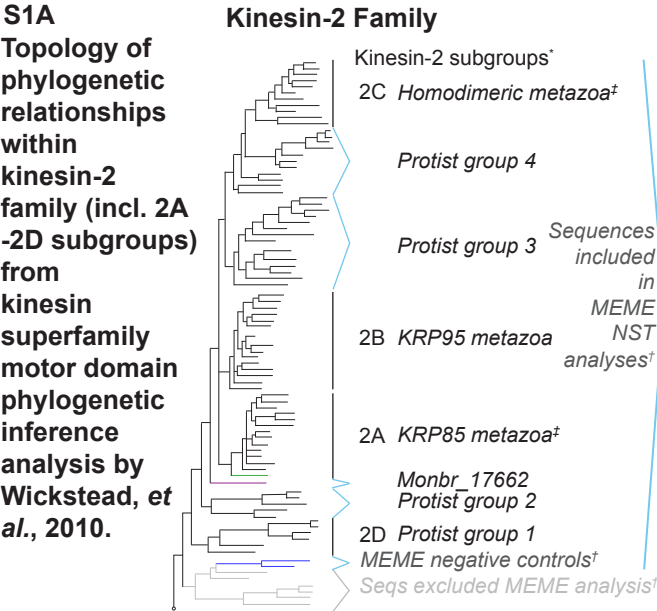 S1A
Topology of
phylogenetic
relationships
within
kinesin-2
family (incl. 2A
-2D subgroups)
from
kinesin
superfamily
motor domain
phylogenetic
inference
analysis by
Wickstead, et
al., 2010.
Kinesin-2 Family
Kinesin-2 subgroups*
2C Homodimeric metazoa‡
Protist group 4
Protist group 3
2B KRP95 metazoa
2A KRP85 metazoa‡
Monbr_17662
Protist group 2
2D Protist group 1
MEME negative controls†
Seqs excluded MEME analysis†
Sequences
included
in
MEME
NST
analyses†